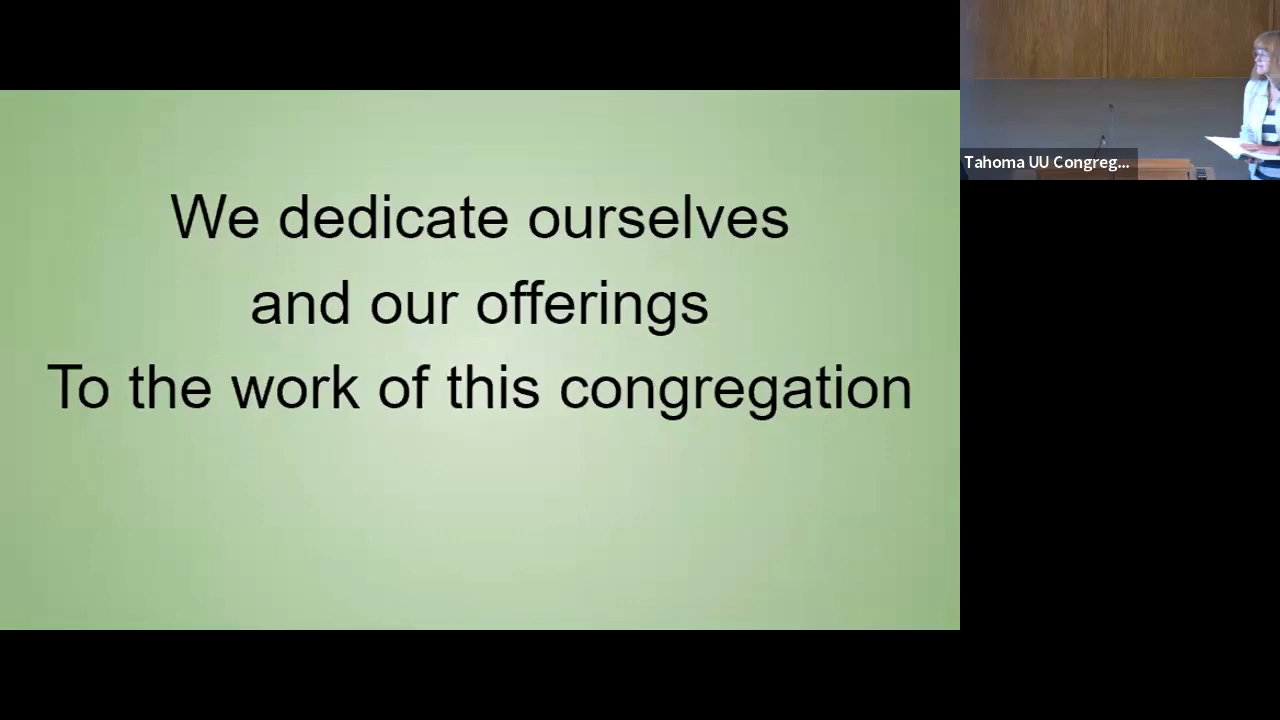 We dedicate ourselves
and our offerings
To the work of this congregation
Tahoma UU Congreg...